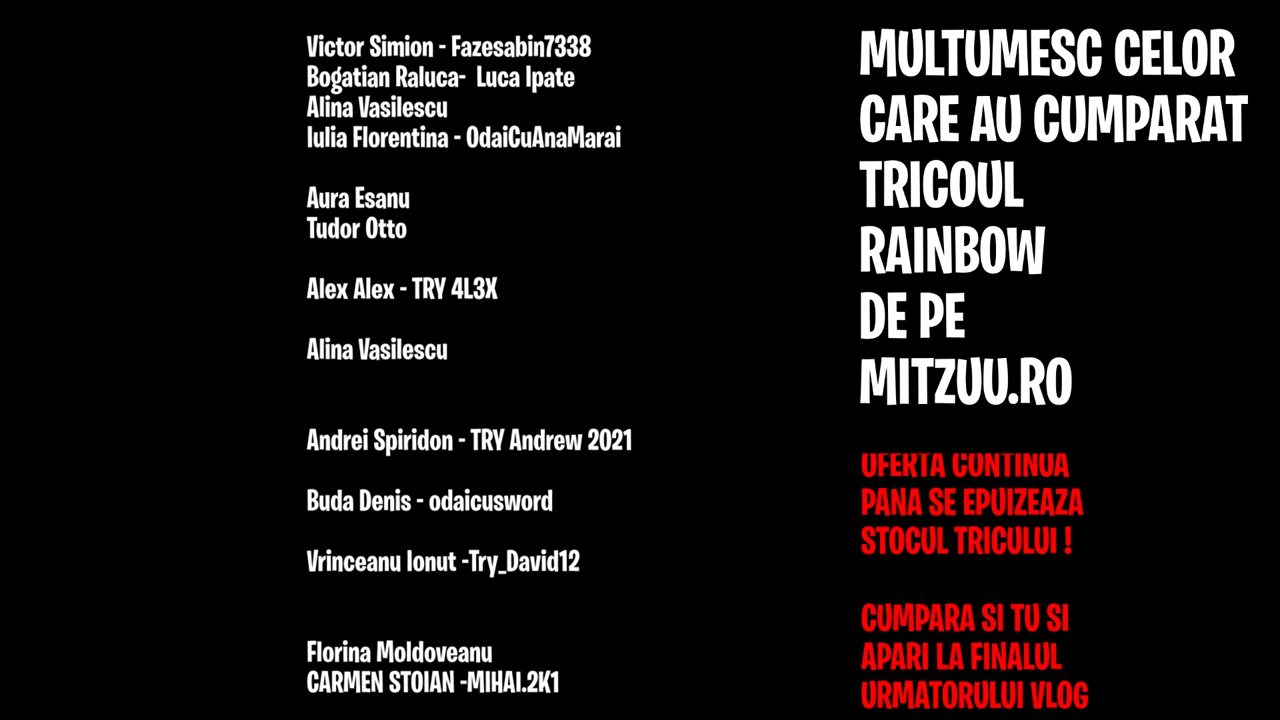 Victor Simion - Fazesabin7338
Bogatian Raluca-  Luca Ipate
Alina Vasilescu
Iulia Florentina - OdaiCuAnaMarai
Aura Esanu
Tudor Otto
Alex Alex - TRY 4L3X
Alina Vasilescu
Andrei Spiridon - TRY Andrew 2021
Buda Denis - odaicusword
Vrinceanu Ionut -Try_David12
Florina Moldoveanu
CARMEN STOIAN -MIHAI.2K1
MULTUMESC CELOR
CARE AU CUMPARAT
TRICOUL
RAINBOW
DE PE
MITZUU.RO
OFERTA CONTINUA
PANA SE EPUIZEAZA
STOCUL TRICULUI !
CUMPARA SI TU SI
APARI LA FINALUL
URMATORULUI VLOG